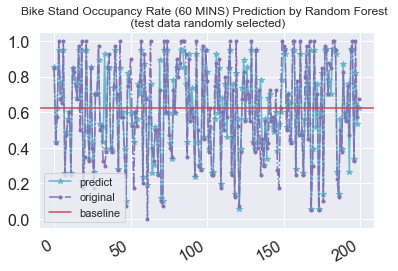 Bike Stand Occupancy Rate (60 MINS) Prediction by Random Forest
(test data randomly selected)
1.0
0.8
0.6
0.4
0.2
0.0
predict
original
baseline
0
50
100
150
200